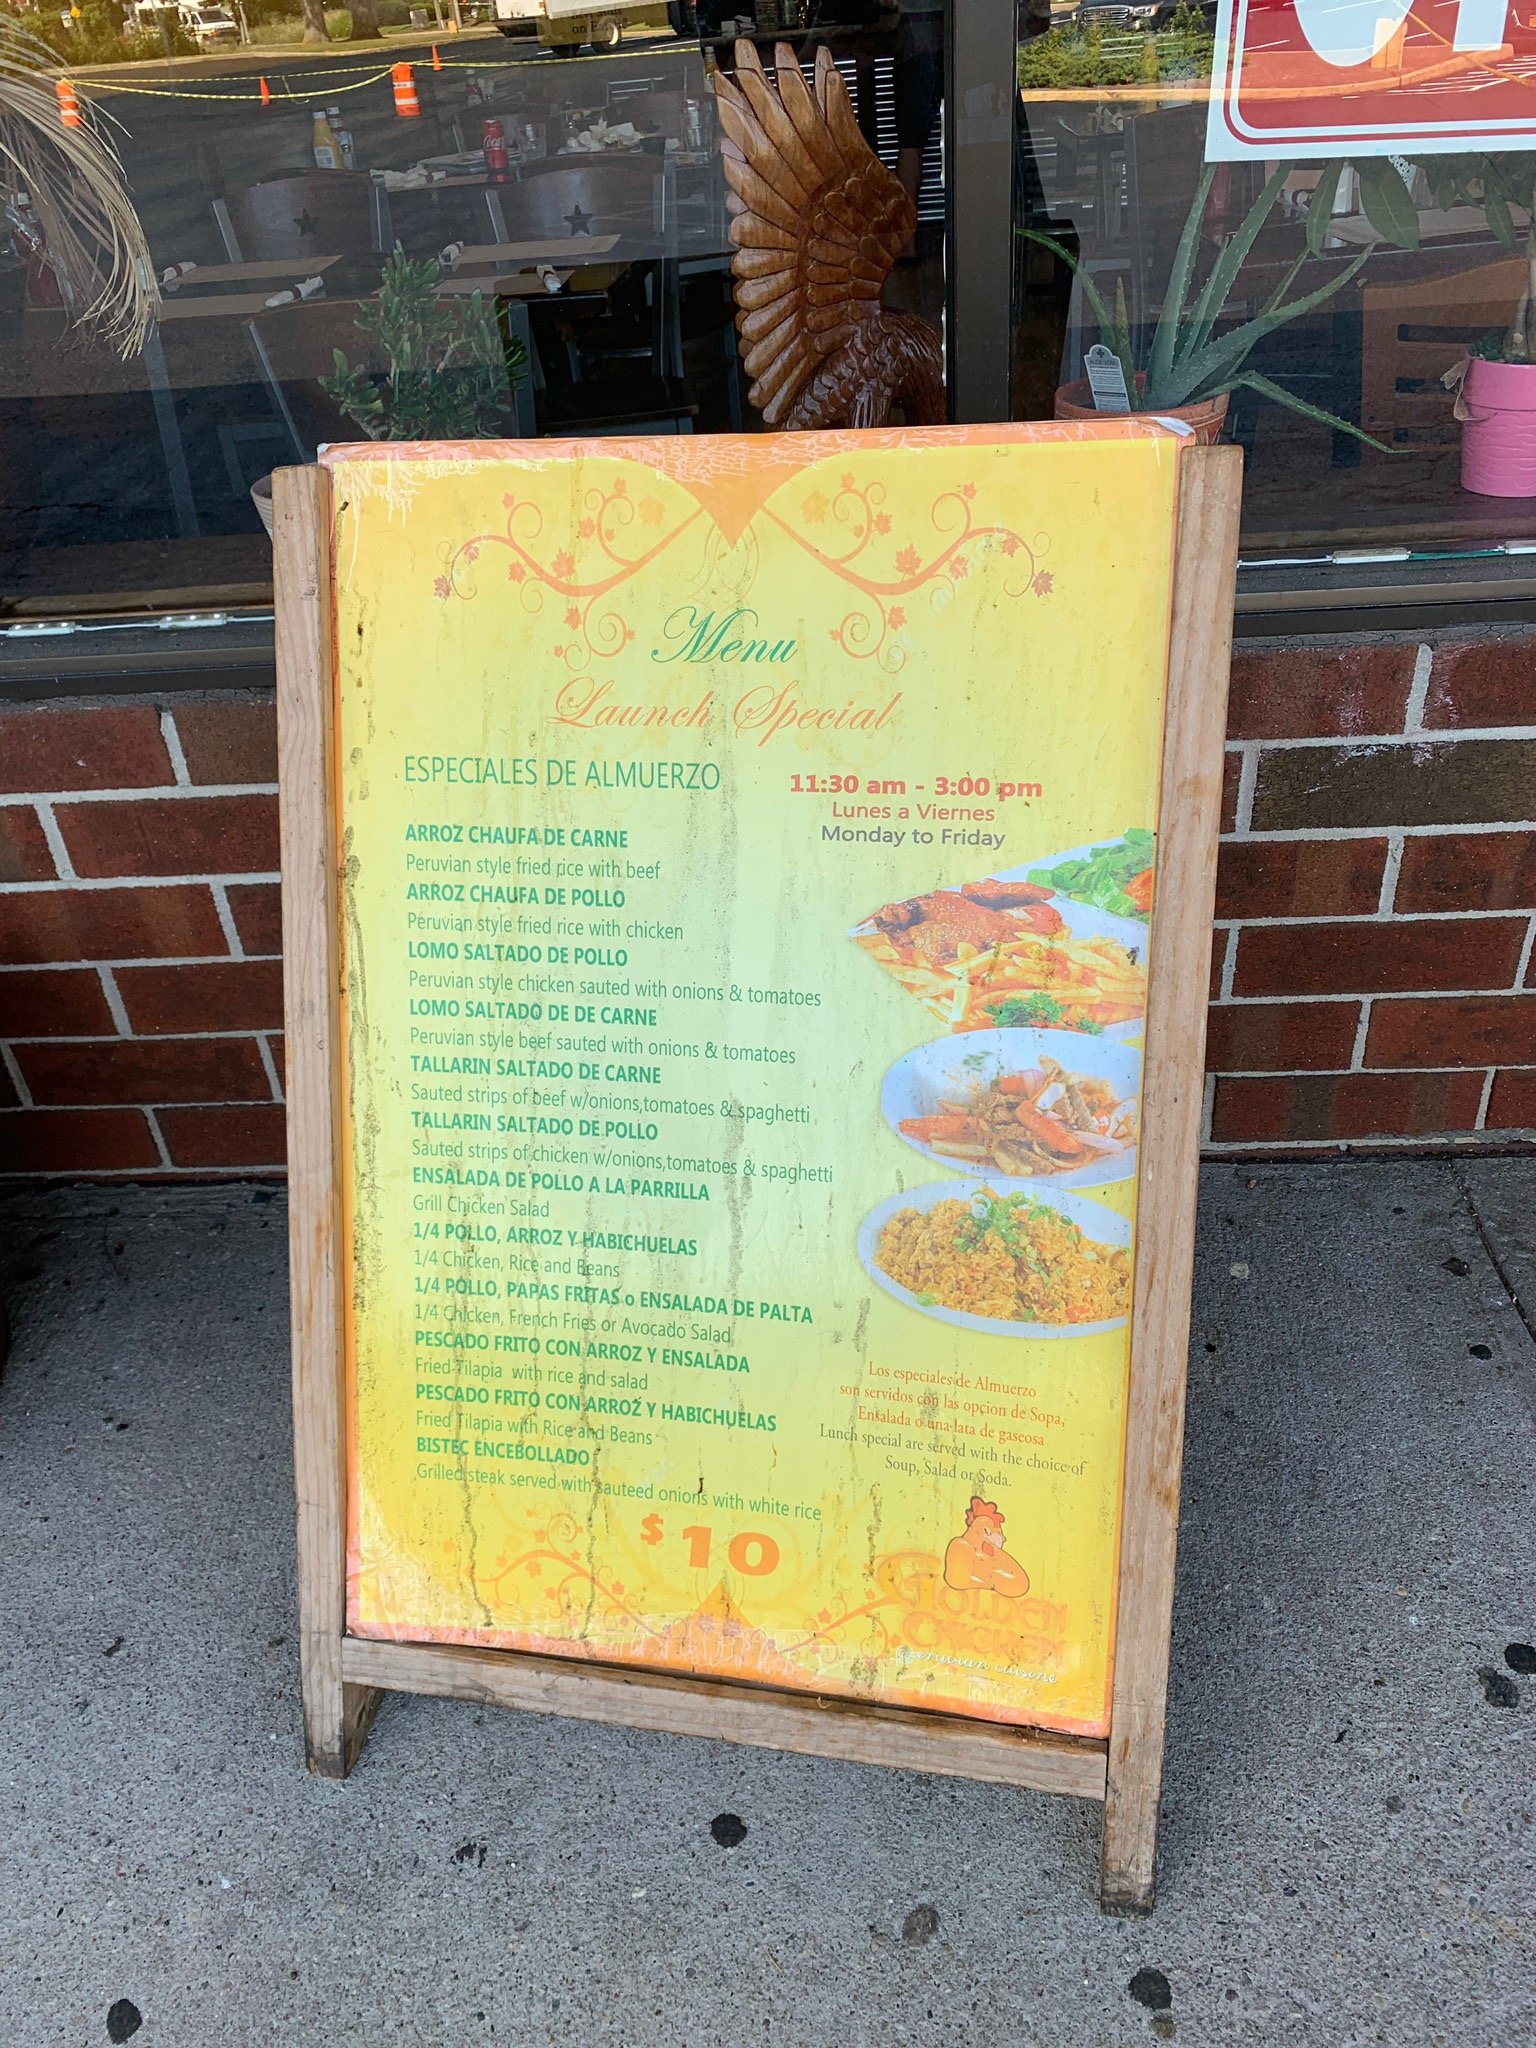 Menu
Launch Special
ESPECIALES DE ALMUERZO
11:30 am - 3:00 pm
Lunes a Viernes
Monday to Friday
ARROZ CHAUFA DE CARNE
Peruvian style fried rice with beef
ARROZ CHAUFA DE POLLO
Peruvian style fried rice with chicken
LOMO SALTADO DE POLLO
Peruvian style chicken sauted with onions & tomatoes
LOMO SALTADO DE DE CARNE
Peruvian style beef sauted with onions & tomatoes
TALLARIN SALTADO DE CARNE
Sauted strips of beef w/onions,tomatoes & spaghetti
TALLARIN SALTADO DE POLLO
Sauted strips of chicken w/onions,tomatoes & spaghetti
ENSALADA DE POLLO A LA PARRILLA
Grill Chicken Salad
1/4 POLLO, ARROZ Y HABICHUELAS
1/4 Chicken, Rice and Beans
1/4 POLLO, PAPAS FRITAS o ENSALADA DE PALTA
1/4 Chicken, French Fries or Avocado Salad
PESCADO FRITO CON ARROZ Y ENSALADA
Fried Tilapia with rice and salad
PESCADO FRITO CON ARROZ Y HABICHUELAS
Fried Tilapia with Rice and Beans
BISTEC ENCEBOLLADO
Grilled steak served with sauteed onions with white rice
$10
Los especiales de Almuerzo
son servidos con las opcion de Sopa,
Ensalada o una lata de gaseosa
Lunch special are served with the choice of
Soup, Salad or Soda.
GOLDEN
CHICKEN
Peruvian cuisine